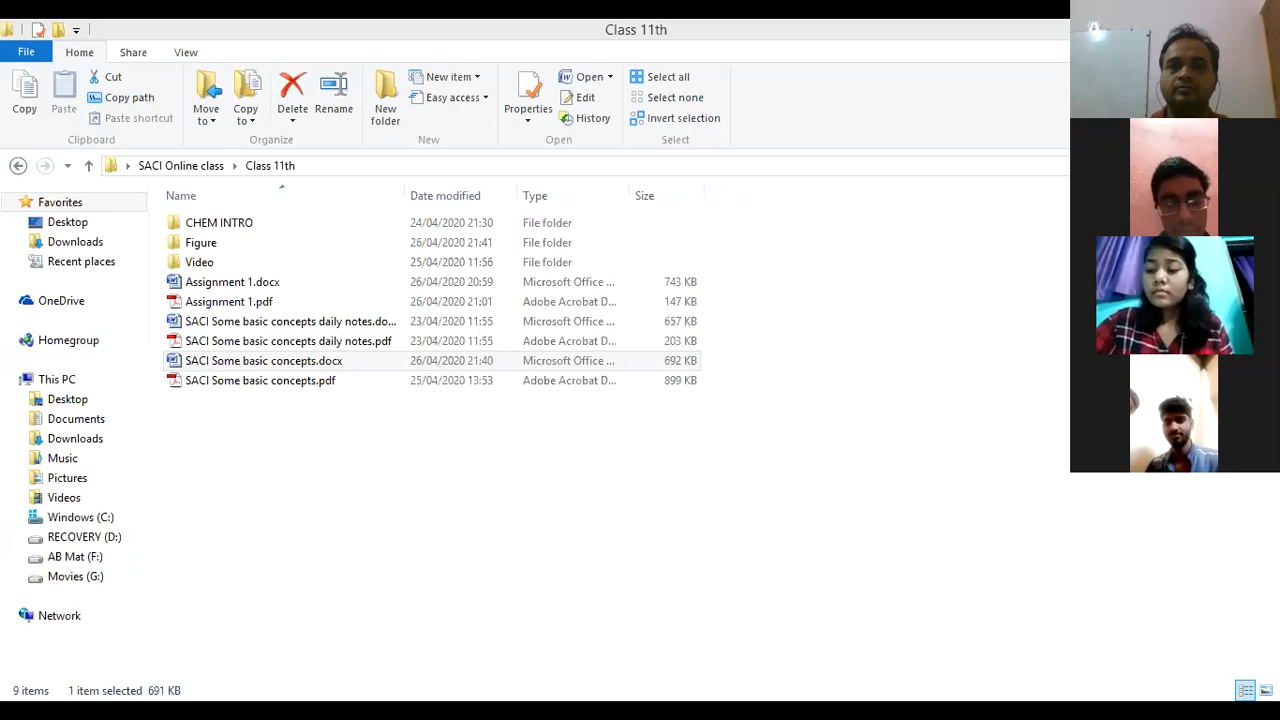 Class 11th
File Home Share View
Copy
Paste
Cut
Copy path
Paste shortcut
Clipboard
Move to
Copy to
Delete
Rename
Organize
New folder
New item
Easy access
New
Properties
Open
Edit
History
Open
Select all
Select none
Invert selection
Select
SACI Online class Class 11th
Name Date modified Type Size
CHEM INTRO 24/04/2020 21:30 File folder
Figure 26/04/2020 21:41 File folder
Video 25/04/2020 11:56 File folder
Assignment 1.docx 26/04/2020 20:59 Microsoft Office ... 743 KB
Assignment 1.pdf 26/04/2020 21:01 Adobe Acrobat D... 147 KB
SACI Some basic concepts daily notes.do... 23/04/2020 11:55 Microsoft Office ... 657 KB
SACI Some basic concepts daily notes.pdf 23/04/2020 11:55 Adobe Acrobat D... 203 KB
SACI Some basic concepts.docx 26/04/2020 21:40 Microsoft Office ... 692 KB
SACI Some basic concepts.pdf 25/04/2020 13:53 Adobe Acrobat D... 899 KB
Favorites
Desktop
Downloads
Recent places
OneDrive
Homegroup
This PC
Desktop
Documents
Downloads
Music
Pictures
Videos
Windows (C:)
RECOVERY (D:)
AB Mat (F:)
Movies (G:)
Network
9 items 1 item selected 691 KB